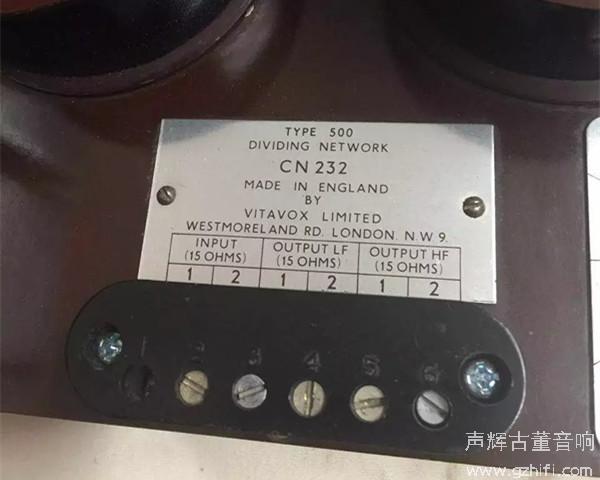 TYPE 500
DIVIDING NETWORK
CN 232
MADE IN ENGLAND
BY
VITAVOX LIMITED
WESTMORELAND RD. LONDON. N.W 9.
INPUT OUTPUT LF OUTPUT HF
(15 OHMS) (15 OHMS) (15 OHMS)
1 2 1 2 1 2
1 2 3 4 5 6
声辉古董音响
www.gzhifi.com